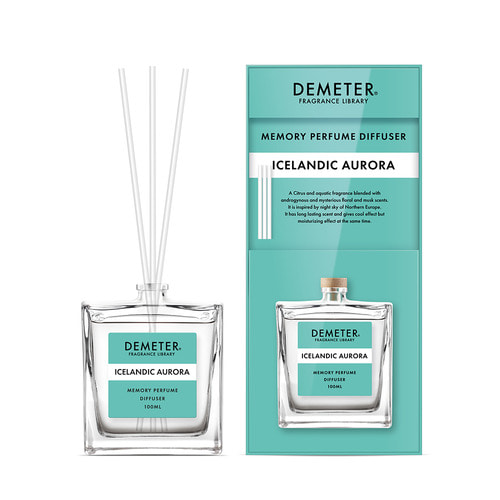 DEMETER®
FRAGRANCE LIBRARY
MEMORY PERFUME DIFFUSER
ICELANDIC AURORA
A Citrus and aquatic fragrance blended with
androgynous and mysterious floral and musk scents.
It is inspired by night sky of Northern Europe.
It has long lasting scent and gives cool effect but
moisturizing effect at the same time.
DEMETER®
FRAGRANCE LIBRARY
ICELANDIC AURORA
MEMORY PERFUME
DIFFUSER
100ML
DEMETER®
FRAGRANCE LIBRARY
ICELANDIC AURORA
MEMORY PERFUME
DIFFUSER
100ML